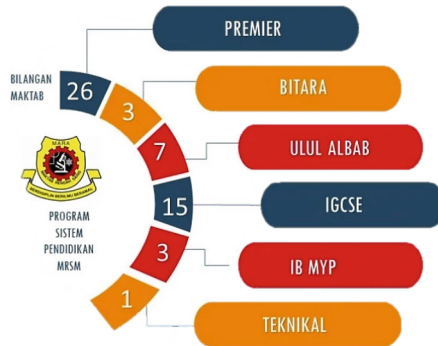 PREMIER
BILANGAN
MAKTAB
26
3
BITARA
7
ULUL ALBAB
MARA
PROGRAM
SISTEM
PENDIDIKAN
MRSM
15
IGCSE
3
IB MYP
1
TEKNIKAL